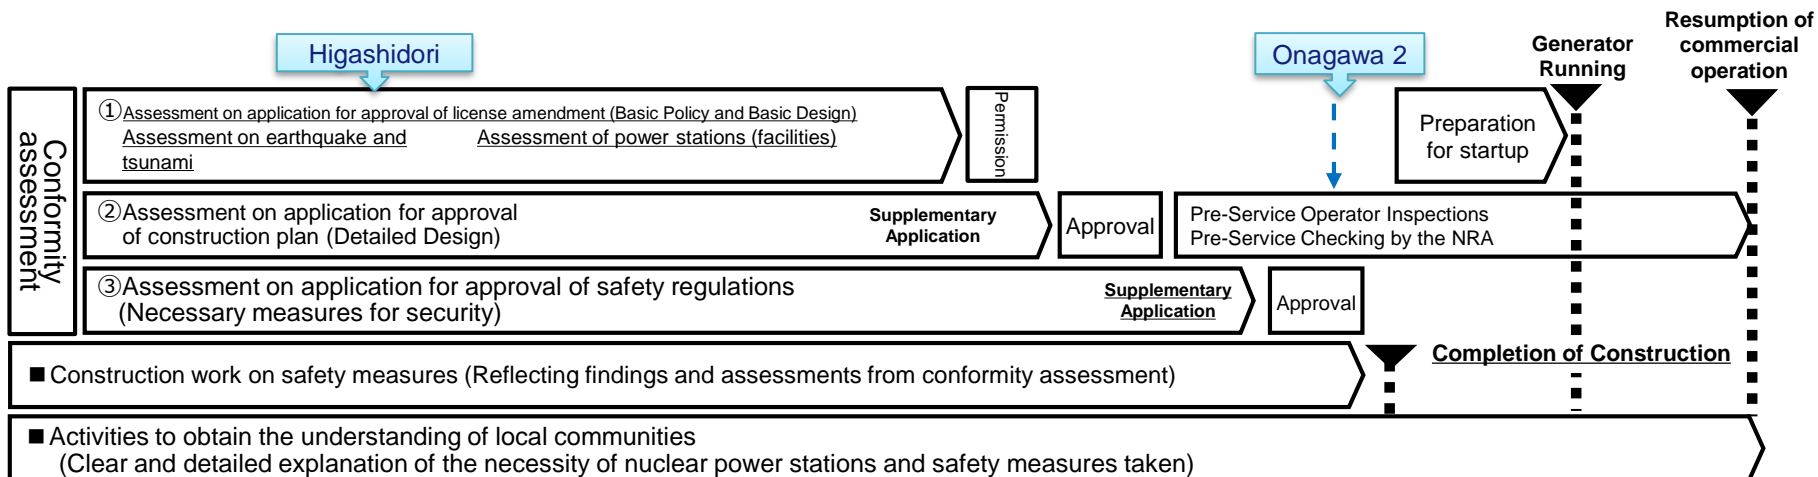 Resumption of
commercial
operation
Generator
Running
Higashidori
Onagawa 2
Conformity
assessment
①Assessment on application for approval of license amendment (Basic Policy and Basic Design)
Assessment on earthquake and
tsunami
Assessment of power stations (facilities)
Permission
Preparation
for startup
②Assessment on application for approval
of construction plan (Detailed Design)
Supplementary
Application
Approval
Pre-Service Operator Inspections
Pre-Service Checking by the NRA
③Assessment on application for approval of safety regulations
(Necessary measures for security)
Supplementary
Application
Approval
Completion of Construction
■ Construction work on safety measures (Reflecting findings and assessments from conformity assessment)
■ Activities to obtain the understanding of local communities
(Clear and detailed explanation of the necessity of nuclear power stations and safety measures taken)